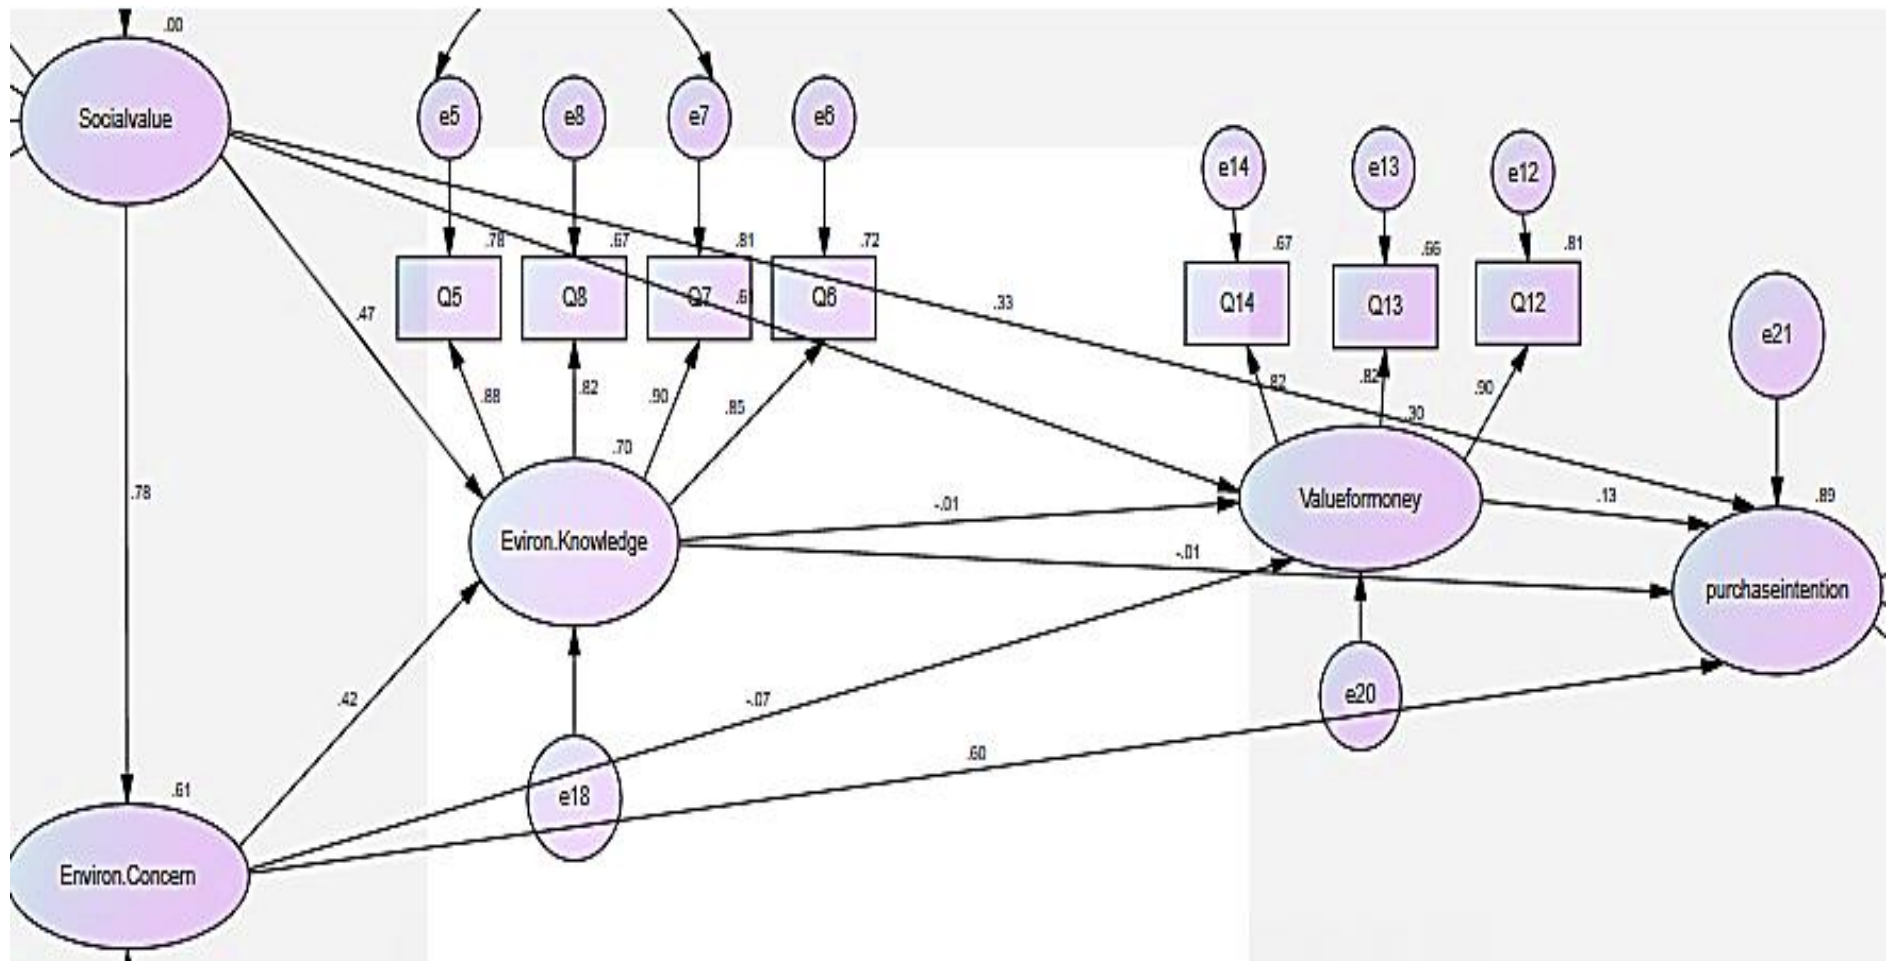 .00
Socialvalue
e5
e8
e7
e6
e14
e13
e12
.78
.67
.81
.72
.67
.66
.81
Q5
Q8
Q7
.61
Q6
.33
Q14
Q13
Q12
e21
.47
.88
.82
.90
.85
.82
.82
.90
.30
.70
.78
-.01
Valueformoney
.13
.89
Eviron.Knowledge
-.01
purchaseintention
.42
-.07
e20
.60
e18
.61
Environ.Concern